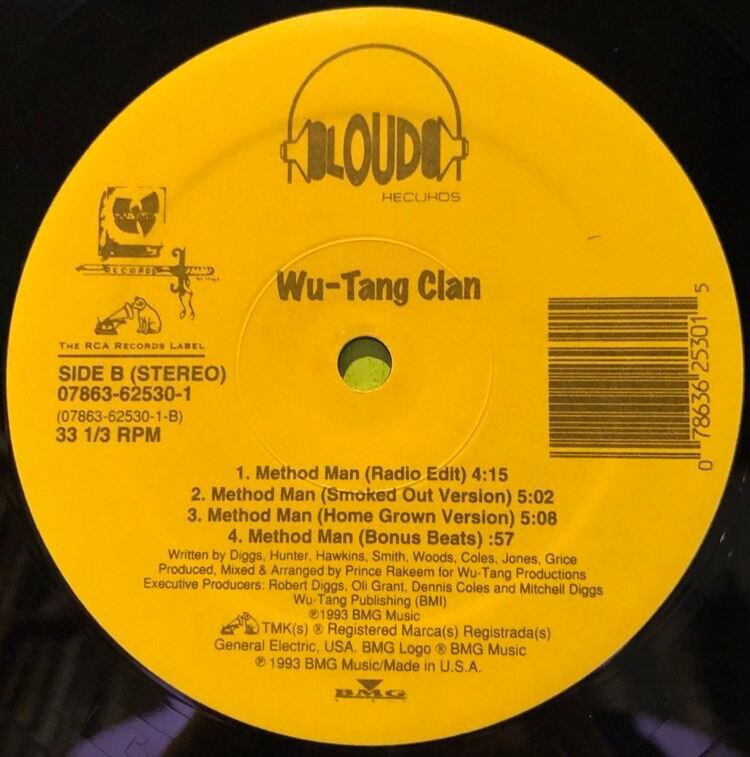 LOUD
RECORDS
WU-TANG
RECORDS
Wu-Tang Clan
THE RCA RECORDS LABEL
SIDE B (STEREO)
07863-62530-1
(07863-62530-1-B)
33 1/3 RPM
0 78636 25301 5
1. Method Man (Radio Edit) 4:15
2. Method Man (Smoked Out Version) 5:02
3. Method Man (Home Grown Version) 5:08
4. Method Man (Bonus Beats) :57
Written by Diggs, Hunter, Hawkins, Smith, Woods, Coles, Jones, Grice
Produced, Mixed & Arranged by Prince Rakeem for Wu-Tang Productions
Executive Producers: Robert Diggs, Oli Grant, Dennis Coles and Mitchell Diggs
Wu-Tang Publishing (BMI)
℗1993 BMG Music
TMK(s) ® Registered Marca(s) Registrada(s)
General Electric, USA. BMG Logo ® BMG Music
℗ 1993 BMG Music/Made in U.S.A.
BMG